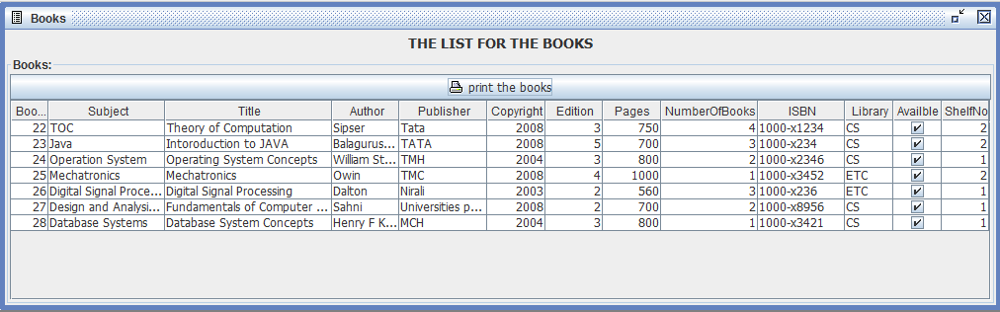 Books
THE LIST FOR THE BOOKS
Books:
print the books
Boo... Subject Title Author Publisher Copyright Edition Pages NumberOfBooks ISBN Library Availble ShelfNo
22 TOC Theory of Computation Sipser Tata 2008 3 750 4 1000-x1234 CS 2
23 Java Intoroduction to JAVA Balagurus... TATA 2008 5 700 3 1000-x234 CS 2
24 Operation System Operating System Concepts William St... TMH 2004 3 800 2 1000-x2346 CS 1
25 Mechatronics Mechatronics Owin TMC 2008 4 1000 1 1000-x3452 ETC 2
26 Digital Signal Proce... Digital Signal Processing Dalton Nirali 2003 2 560 3 1000-x236 ETC 1
27 Design and Analysi... Fundamentals of Computer ... Sahni Universities p... 2008 2 700 2 1000-x8956 CS 1
28 Database Systems Database System Concepts Henry F K... MCH 2004 3 800 1 1000-x3421 CS 1